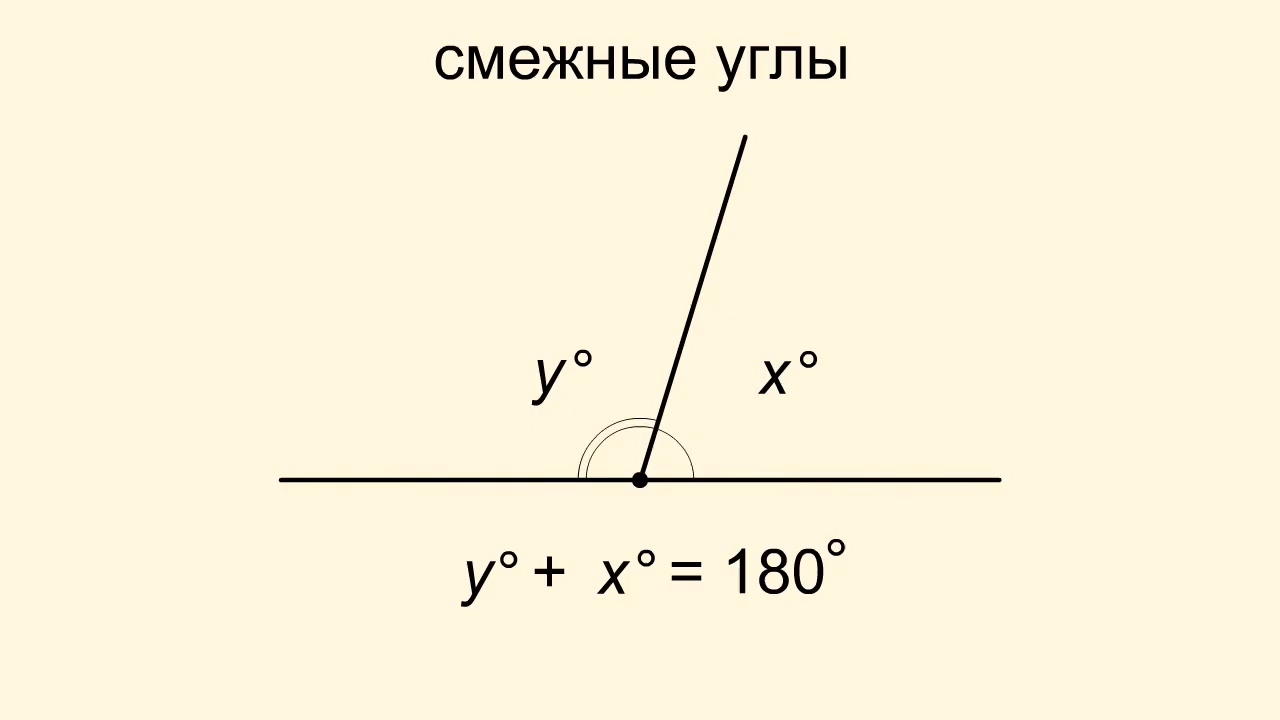 смежные углы
y° x°
y° + x° = 180°